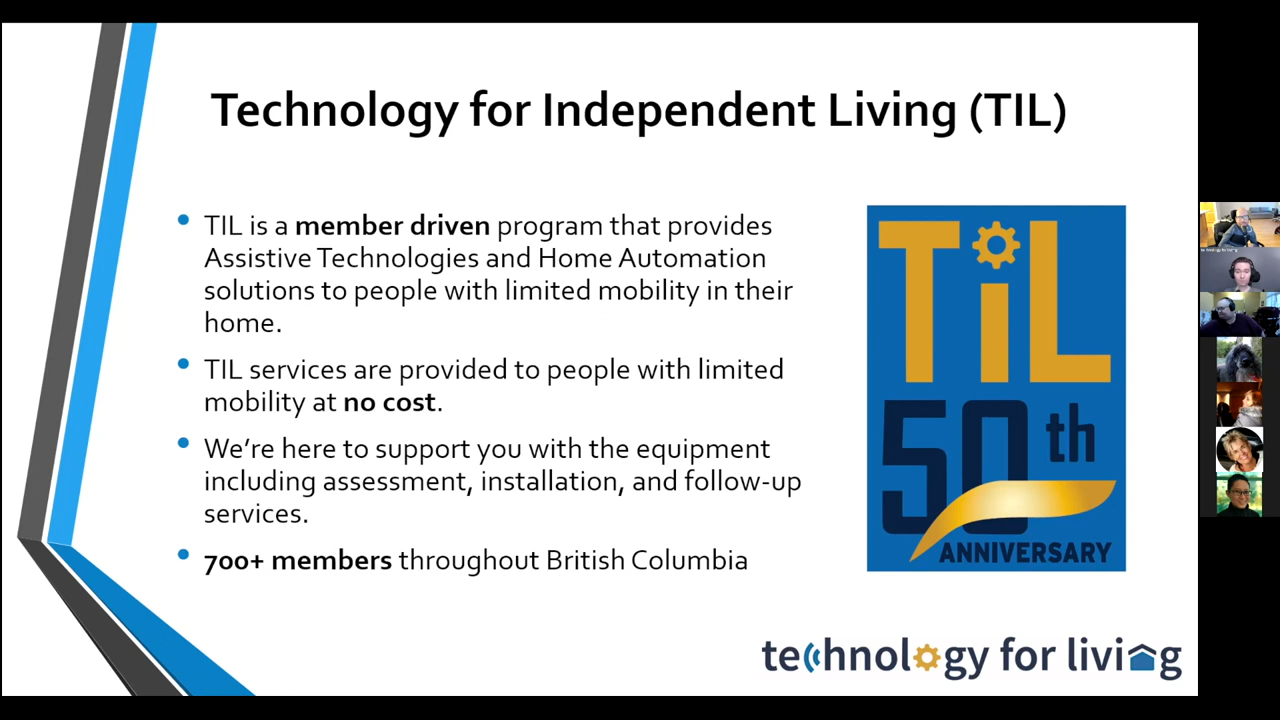 Technology for Independent Living (TIL)
TIL is a member driven program that provides
Assistive Technologies and Home Automation
solutions to people with limited mobility in their
home.
TIL services are provided to people with limited
mobility at no cost.
We're here to support you with the equipment
including assessment, installation, and follow-up
services.
700+ members throughout British Columbia
TiL
50th
ANNIVERSARY
technology for living